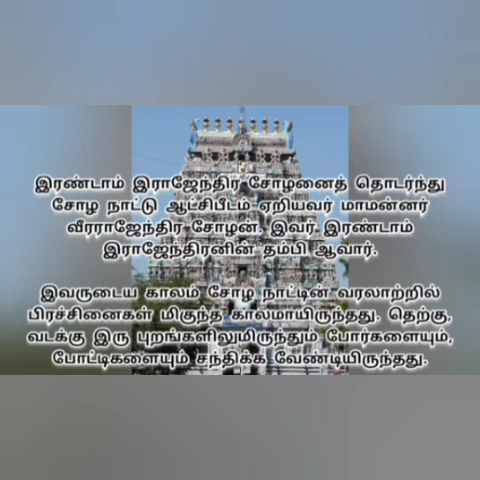 இரண்டாம் இராஜேந்திர சோழனைத் தொடர்ந்து
சோழ நாட்டு ஆட்சிபீடம் ஏறியவர் மாமன்னர்
வீரராஜேந்திர சோழன். இவர் இரண்டாம்
இராஜேந்திரனின் தம்பி ஆவார்.
இவருடைய காலம் சோழ நாட்டின் வரலாற்றில்
பிரச்சினைகள் மிகுந்த காலமாயிருந்தது. தெற்கு,
வடக்கு இரு புறங்களிலுமிருந்தும் போர்களையும்,
போட்டிகளையும் சந்திக்க வேண்டியிருந்தது.